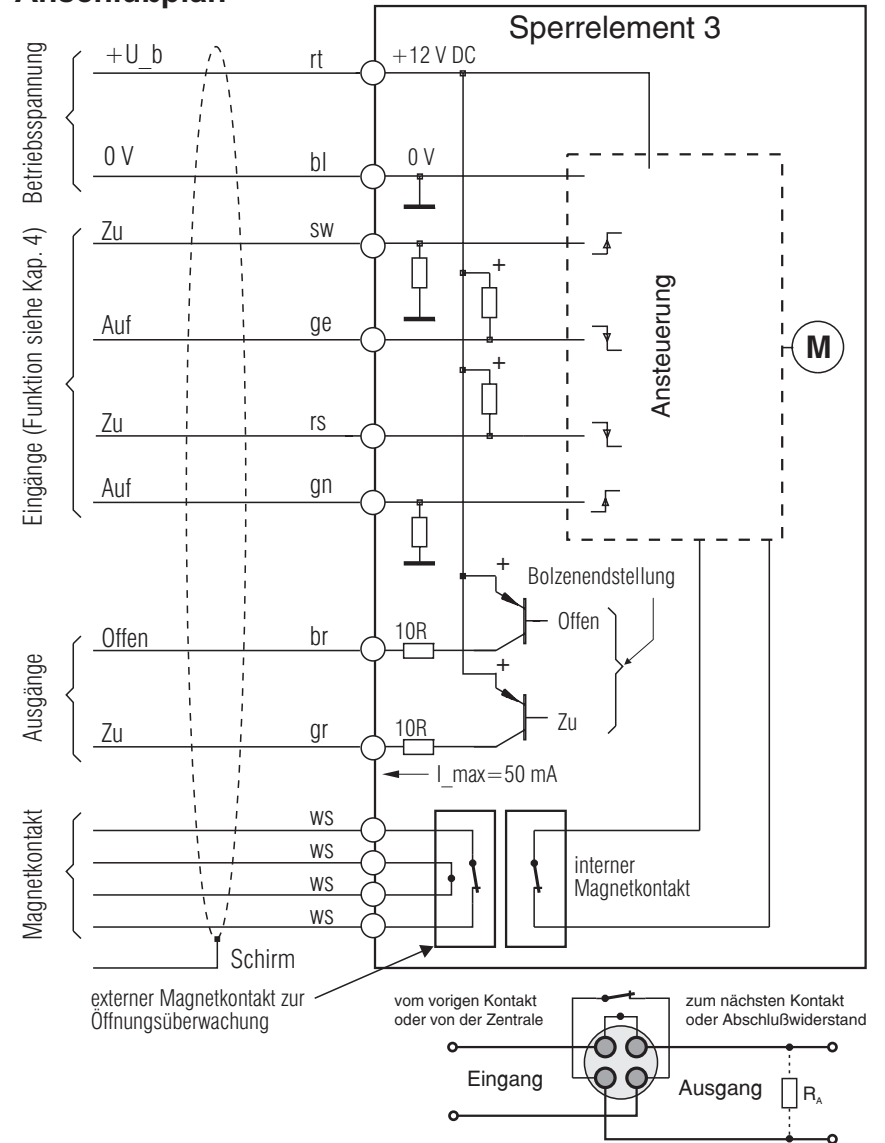 Anschlußplan
Sperrelement 3
Betriebsspannung
+U_b
rt
+12 V DC
0 V
bl
0 V
Eingänge (Funktion siehe Kap. 4)
Zu
sw
+
Auf
ge
+
Zu
rs
Auf
gn
Ansteuerung
M
+
Bolzenendstellung
Ausgänge
Offen
br
10R
Offen
+
Zu
gr
10R
Zu
I_max=50 mA
Magnetkontakt
ws
ws
ws
ws
interner
Magnetkontakt
Schirm
externer Magnetkontakt zur
Öffnungsüberwachung
vom vorigen Kontakt
oder von der Zentrale
zum nächsten Kontakt
oder Abschlußwiderstand
Eingang
Ausgang
R_A